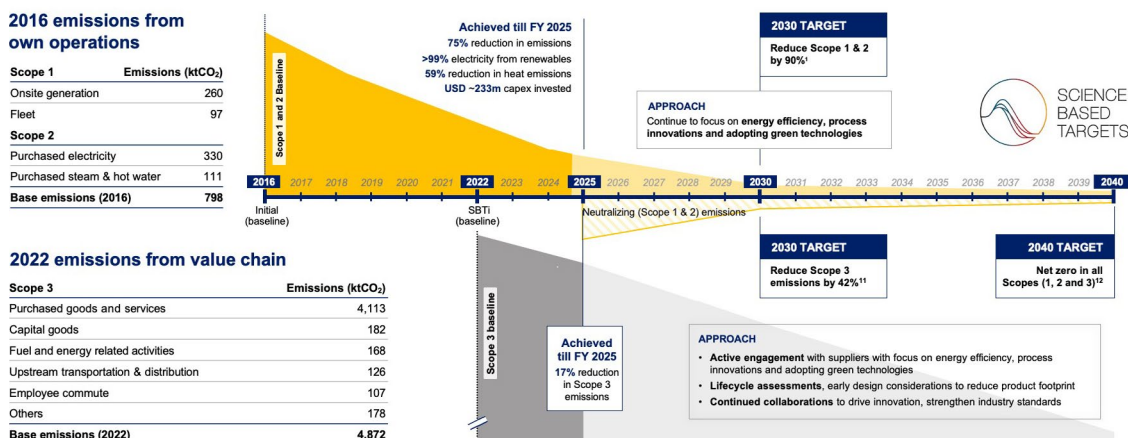 2016 emissions from
own operations
Scope 1 Emissions (ktCO₂)
Onsite generation 260
Fleet 97
Scope 2
Purchased electricity 330
Purchased steam & hot water 111
Base emissions (2016) 798
Scope 1 and 2 Baseline
Achieved till FY 2025
75% reduction in emissions
>99% electricity from renewables
59% reduction in heat emissions
USD ~233m capex invested
2030 TARGET
Reduce Scope 1 & 2
by 90%¹
APPROACH
Continue to focus on energy efficiency, process
innovations and adopting green technologies
SCIENCE
BASED
TARGETS
2016 2017 2018 2019 2020 2021 2022 2023 2024 2025 2026 2027 2028 2029 2030 2031 2032 2033 2034 2035 2036 2037 2038 2039 2040
Initial
(baseline)
SBTi
(baseline)
Neutralizing (Scope 1 & 2) emissions
2030 TARGET
Reduce Scope 3
emissions by 42%¹¹
2040 TARGET
Net zero in all
Scopes (1, 2 and 3)¹²
2022 emissions from value chain
Scope 3 Emissions (ktCO₂)
Purchased goods and services 4,113
Capital goods 182
Fuel and energy related activities 168
Upstream transportation & distribution 126
Employee commute 107
Others 178
Base emissions (2022) 4,872
Scope 3 baseline
Achieved
till FY 2025
17% reduction
in Scope 3
emissions
APPROACH
• Active engagement with suppliers with focus on energy efficiency, process
innovations and adopting green technologies
• Lifecycle assessments, early design considerations to reduce product footprint
• Continued collaborations to drive innovation, strengthen industry standards